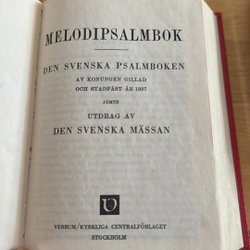 MELODIPSALMBOK
DEN SVENSKA PSALMBOKEN
AV KONUNGEN GILLAD
OCH STADFÄST ÅR 1937
JÄMTE
UTDRAG AV
DEN SVENSKA MÄSSAN
VERBUM/KYRKLIGA CENTRALFÖRLAGET
STOCKHOLM